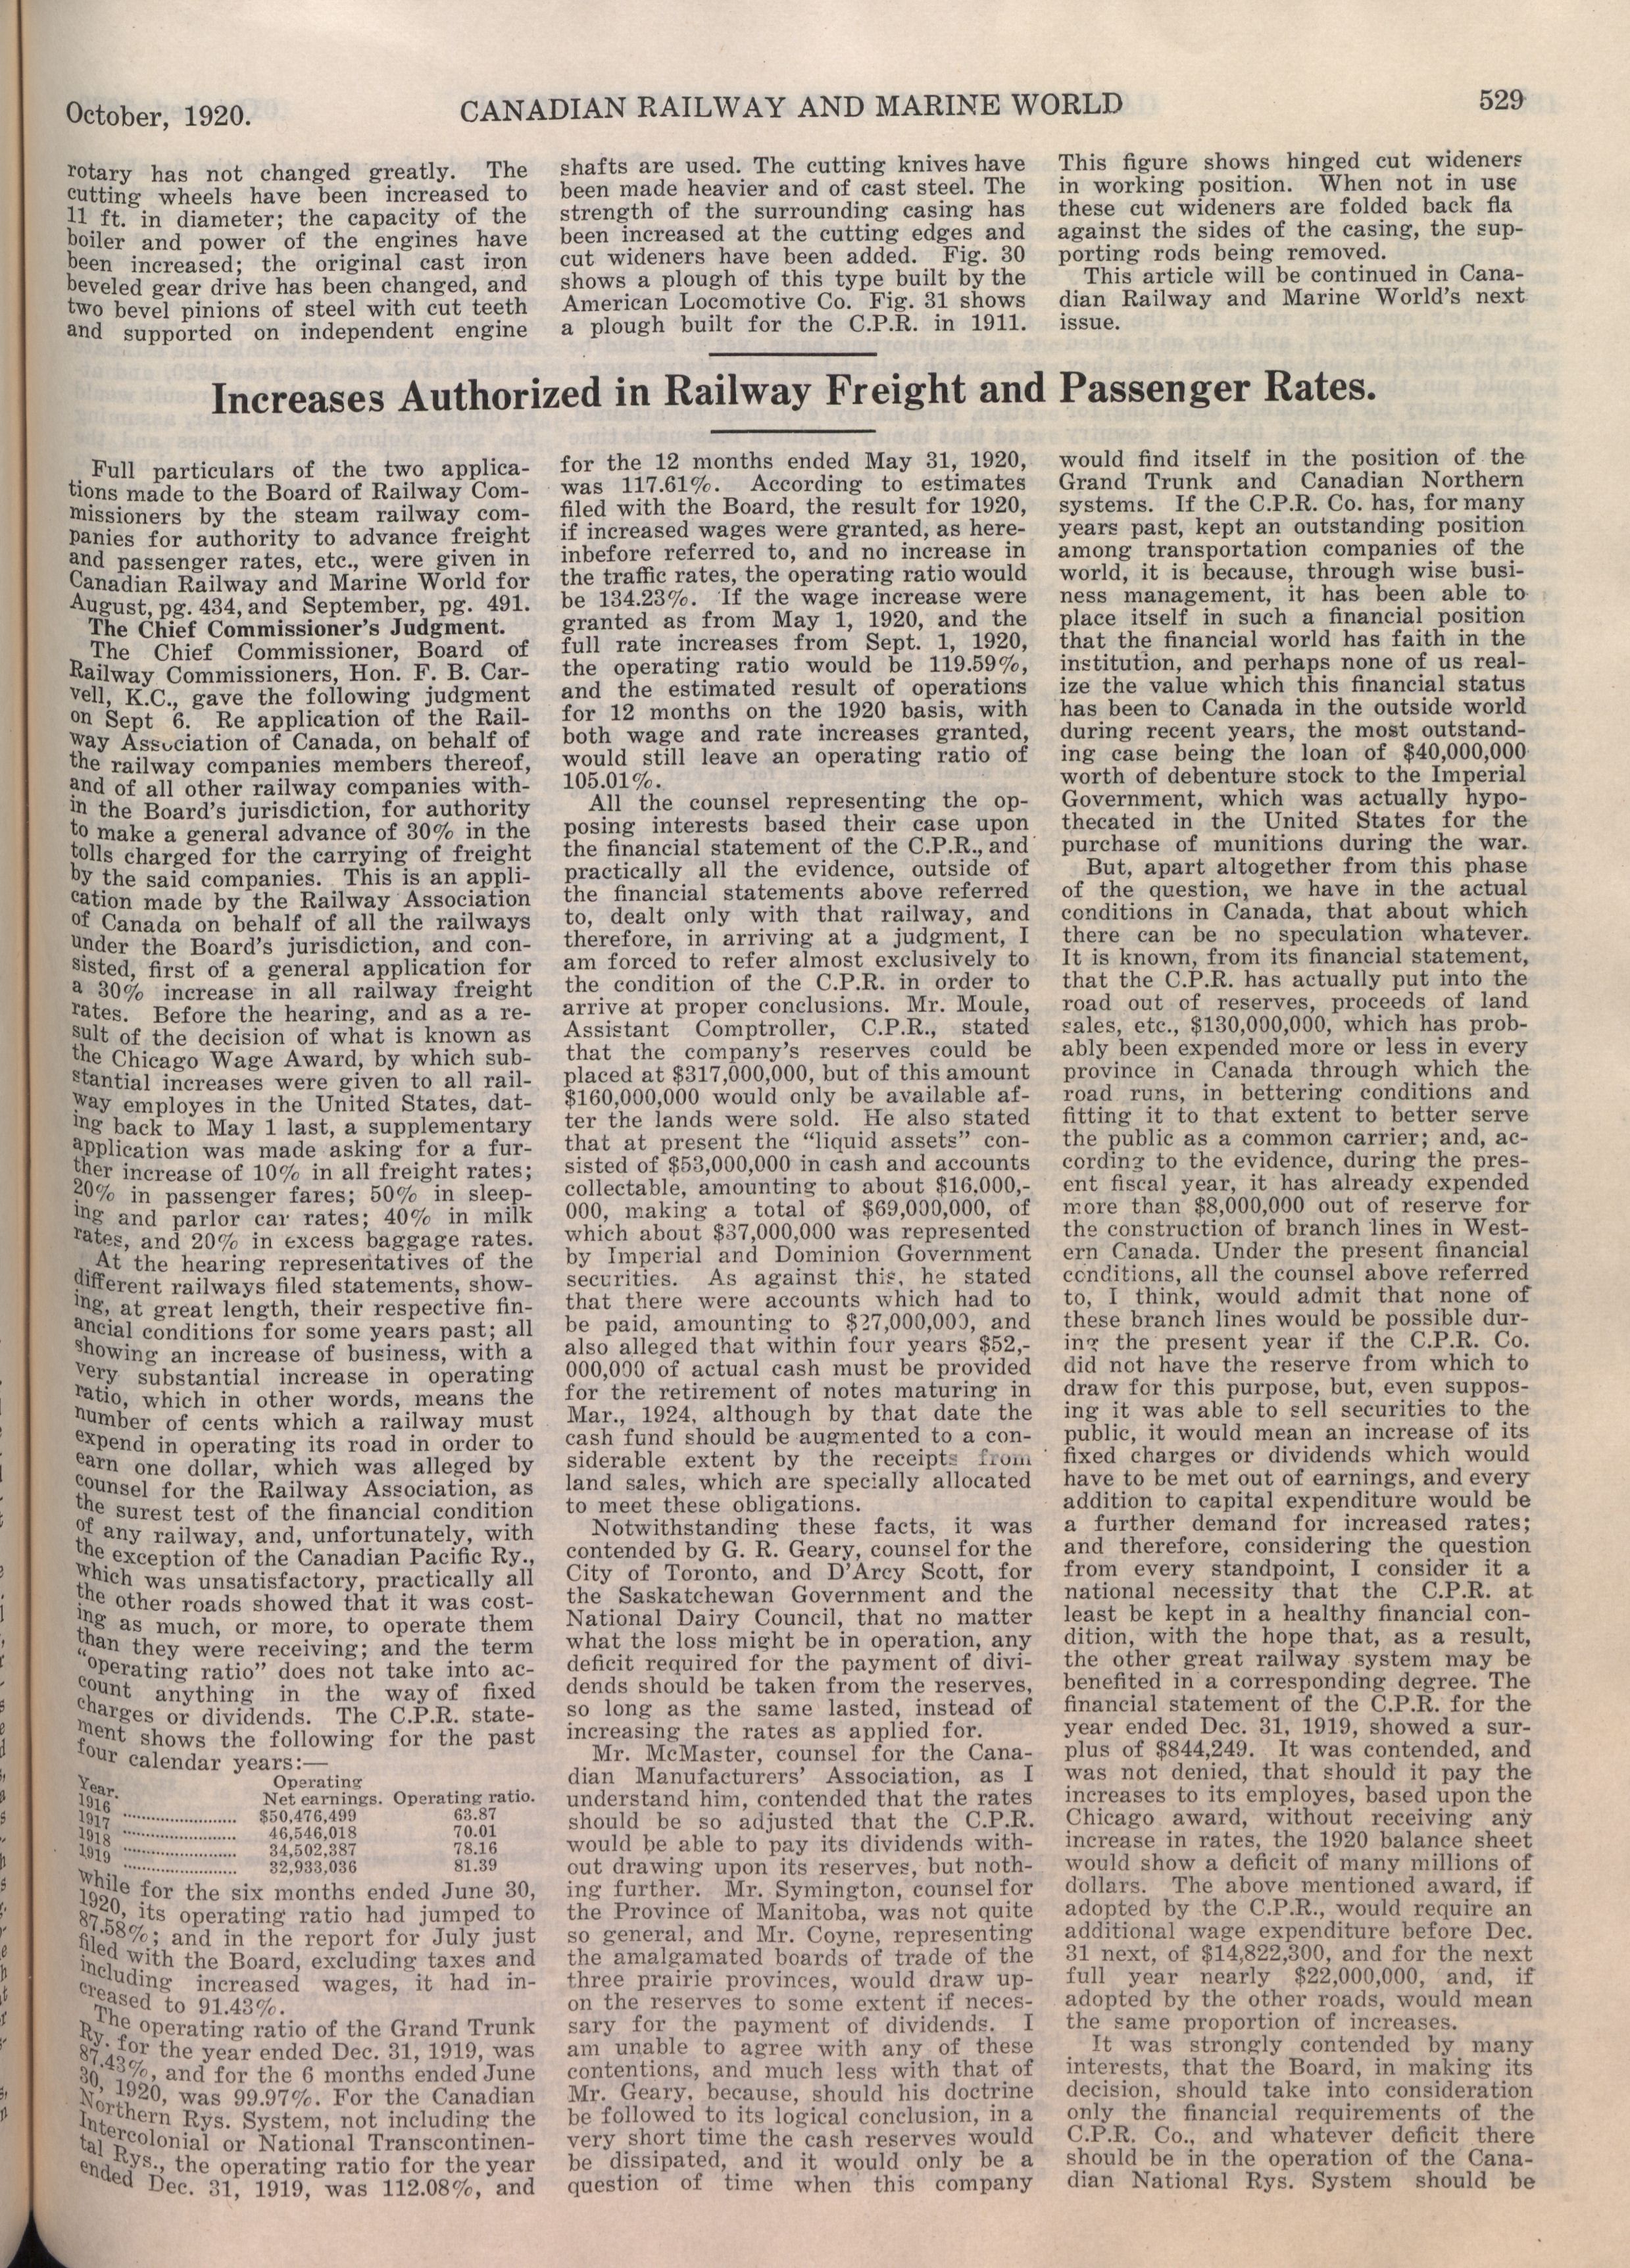 October, 1920.
CANADIAN RAILWAY AND MARINE WORLD
529
rotary has not changed greatly. The
cutting wheels have been increased to
11 ft. in diameter; the capacity of the
boiler and power of the engines have
been increased; the original cast iron
beveled gear drive has been changed, and
two bevel pinions of steel with cut teeth
and supported on independent engine
shafts are used. The cutting knives have
been made heavier and of cast steel. The
strength of the surrounding casing has
been increased at the cutting edges and
cut wideners have been added. Fig. 30
shows a plough of this type built by the
American Locomotive Co. Fig. 31 shows
a plough built for the C.P.R. in 1911.
This figure shows hinged cut wideners
in working position. When not in use
these cut wideners are folded back fla
against the sides of the casing, the sup-
porting rods being removed.
This article will be continued in Cana-
dian Railway and Marine World's next
issue.
Increases Authorized in Railway Freight and Passenger Rates.
Full particulars of the two applica-
tions made to the Board of Railway Com-
missioners by the steam railway com-
panies for authority to advance freight
and passenger rates, etc., were given in
Canadian Railway and Marine World for
August, pg. 434, and September, pg. 491.
The Chief Commissioner's Judgment.
The Chief Commissioner, Board of
Railway Commissioners, Hon. F. B. Car-
vell, K.C., gave the following judgment
on Sept 6. Re application of the Rail-
way Association of Canada, on behalf of
the railway companies members thereof,
and of all other railway companies with-
in the Board's jurisdiction, for authority
to make a general advance of 30% in the
tolls charged for the carrying of freight
by the said companies. This is an appli-
cation made by the Railway Association
of Canada on behalf of all the railways
under the Board's jurisdiction, and con-
sisted, first of a general application for
a 30% increase in all railway freight
rates. Before the hearing, and as a re-
sult of the decision of what is known as
the Chicago Wage Award, by which sub-
stantial increases were given to all rail-
way employes in the United States, dat-
ing back to May 1 last, a supplementary
application was made asking for a fur-
ther increase of 10% in all freight rates;
20% in passenger fares; 50% in sleep-
ing and parlor car rates; 40% in milk
rates, and 20% in excess baggage rates.
At the hearing representatives of the
different railways filed statements, show-
ing, at great length, their respective fin-
ancial conditions for some years past; all
showing an increase of business, with a
very substantial increase in operating
ratio, which in other words, means the
number of cents which a railway must
expend in operating its road in order to
earn one dollar, which was alleged by
counsel for the Railway Association, as
the surest test of the financial condition
of any railway, and, unfortunately, with
the exception of the Canadian Pacific Ry.,
which was unsatisfactory, practically all
the other roads showed that it was cost-
ing as much, or more, to operate them
than they were receiving; and the term
"operating ratio" does not take into ac-
count anything in the way of fixed
charges or dividends. The C.P.R. state-
ment shows the following for the past
four calendar years:—
Operating
Year. Net earnings. Operating ratio.
1916 ........................ $50,476,499 63.87
1917 ........................ 46,546,018 70.01
1918 ........................ 34,502,387 78.16
1919 ........................ 32,933,036 81.39
while for the six months ended June 30,
1920, its operating ratio had jumped to
87.58%; and in the report for July just
filed with the Board, excluding taxes and
including increased wages, it had in-
creased to 91.43%.
The operating ratio of the Grand Trunk
Ry. for the year ended Dec. 31, 1919, was
87.43%, and for the 6 months ended June
30, 1920, was 99.97%. For the Canadian
Northern Rys. System, not including the
Intercolonial or National Transcontinen-
tal Rys., the operating ratio for the year
ended Dec. 31, 1919, was 112.08%, and
for the 12 months ended May 31, 1920,
was 117.61%. According to estimates
filed with the Board, the result for 1920,
if increased wages were granted, as here-
inbefore referred to, and no increase in
the traffic rates, the operating ratio would
be 134.23%. If the wage increase were
granted as from May 1, 1920, and the
full rate increases from Sept. 1, 1920,
the operating ratio would be 119.59%,
and the estimated result of operations
for 12 months on the 1920 basis, with
both wage and rate increases granted,
would still leave an operating ratio of
105.01%.
All the counsel representing the op-
posing interests based their case upon
the financial statement of the C.P.R., and
practically all the evidence, outside of
the financial statements above referred
to, dealt only with that railway, and
therefore, in arriving at a judgment, I
am forced to refer almost exclusively to
the condition of the C.P.R. in order to
arrive at proper conclusions. Mr. Moule,
Assistant Comptroller, C.P.R., stated
that the company's reserves could be
placed at $317,000,000, but of this amount
$160,000,000 would only be available af-
ter the lands were sold. He also stated
that at present the "liquid assets" con-
sisted of $53,000,000 in cash and accounts
collectable, amounting to about $16,000,-
000, making a total of $69,000,000, of
which about $37,000,000 was represented
by Imperial and Dominion Government
securities. As against this, he stated
that there were accounts which had to
be paid, amounting to $27,000,000, and
also alleged that within four years $52,-
000,000 of actual cash must be provided
for the retirement of notes maturing in
Mar., 1924, although by that date the
cash fund should be augmented to a con-
siderable extent by the receipts from
land sales, which are specially allocated
to meet these obligations.
Notwithstanding these facts, it was
contended by G. R. Geary, counsel for the
City of Toronto, and D'Arcy Scott, for
the Saskatchewan Government and the
National Dairy Council, that no matter
what the loss might be in operation, any
deficit required for the payment of divi-
dends should be taken from the reserves,
so long as the same lasted, instead of
increasing the rates as applied for.
Mr. McMaster, counsel for the Cana-
dian Manufacturers' Association, as I
understand him, contended that the rates
should be so adjusted that the C.P.R.
would be able to pay its dividends with-
out drawing upon its reserves, but noth-
ing further. Mr. Symington, counsel for
the Province of Manitoba, was not quite
so general, and Mr. Coyne, representing
the amalgamated boards of trade of the
three prairie provinces, would draw up-
on the reserves to some extent if neces-
sary for the payment of dividends. I
am unable to agree with any of these
contentions, and much less with that of
Mr. Geary, because, should his doctrine
be followed to its logical conclusion, in a
very short time the cash reserves would
be dissipated, and it would only be a
question of time when this company
would find itself in the position of the
Grand Trunk and Canadian Northern
systems. If the C.P.R. Co. has, for many
years past, kept an outstanding position
among transportation companies of the
world, it is because, through wise busi-
ness management, it has been able to
place itself in such a financial position
that the financial world has faith in the
institution, and perhaps none of us real-
ize the value which this financial status
has been to Canada in the outside world
during recent years, the most outstand-
ing case being the loan of $40,000,000
worth of debenture stock to the Imperial
Government, which was actually hypo-
thecated in the United States for the
purchase of munitions during the war.
But, apart altogether from this phase
of the question, we have in the actual
conditions in Canada, that about which
there can be no speculation whatever.
It is known, from its financial statement,
that the C.P.R. has actually put into the
road out of reserves, proceeds of land
sales, etc., $130,000,000, which has prob-
ably been expended more or less in every
province in Canada through which the
road runs, in bettering conditions and
fitting it to that extent to better serve
the public as a common carrier; and, ac-
cording to the evidence, during the pres-
ent fiscal year, it has already expended
more than $8,000,000 out of reserve for
the construction of branch lines in West-
ern Canada. Under the present financial
conditions, all the counsel above referred
to, I think, would admit that none of
these branch lines would be possible dur-
ing the present year if the C.P.R. Co.
did not have the reserve from which to
draw for this purpose, but, even suppos-
ing it was able to sell securities to the
public, it would mean an increase of its
fixed charges or dividends which would
have to be met out of earnings, and every
addition to capital expenditure would be
a further demand for increased rates;
and therefore, considering the question
from every standpoint, I consider it a
national necessity that the C.P.R. at
least be kept in a healthy financial con-
dition, with the hope that, as a result,
the other great railway system may be
benefited in a corresponding degree. The
financial statement of the C.P.R. for the
year ended Dec. 31, 1919, showed a sur-
plus of $844,249. It was contended, and
was not denied, that should it pay the
increases to its employes, based upon the
Chicago award, without receiving any
increase in rates, the 1920 balance sheet
would show a deficit of many millions of
dollars. The above mentioned award, if
adopted by the C.P.R., would require an
additional wage expenditure before Dec.
31 next, of $14,822,300, and for the next
full year nearly $22,000,000, and, if
adopted by the other roads, would mean
the same proportion of increases.
It was strongly contended by many
interests, that the Board, in making its
decision, should take into consideration
only the financial requirements of the
C.P.R. Co., and whatever deficit there
should be in the operation of the Cana-
dian National Rys. System should be